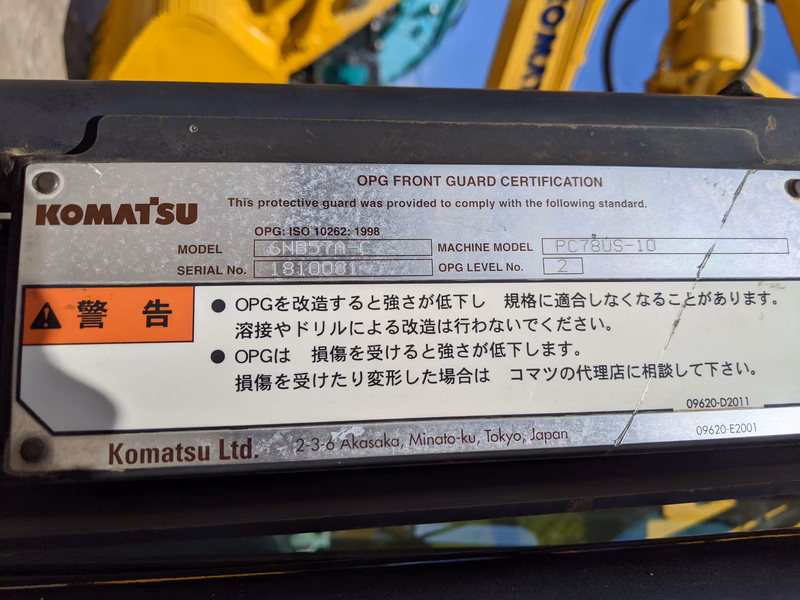 OPG FRONT GUARD CERTIFICATION
KOMATSU
This protective guard was provided to comply with the following standard.
OPG: ISO 10262: 1998
MODEL 6NB57A-C MACHINE MODEL PC78US-10
SERIAL No. 1810081 OPG LEVEL No. 2
警告
● OPGを改造すると強さが低下し 規格に適合しなくなることがあります。
溶接やドリルによる改造は行わないでください。
● OPGは 損傷を受けると強さが低下します。
損傷を受けたり変形した場合は コマツの代理店に相談して下さい。
09620-D2011
Komatsu Ltd. 2-3-6 Akasaka, Minato-ku, Tokyo, Japan
09620-E2001